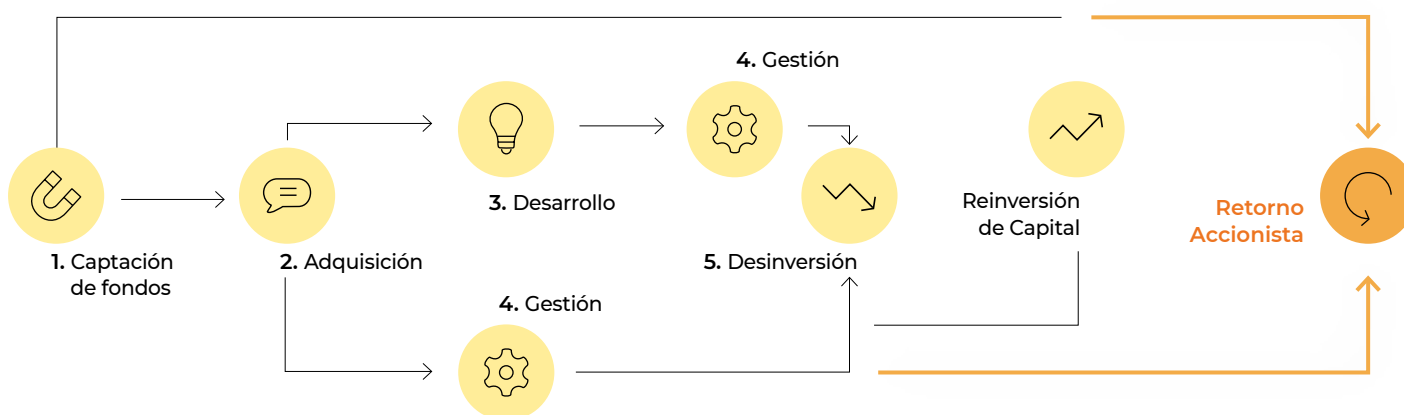 4. Gestión
3. Desarrollo
Reinversión
de Capital
Retorno
Accionista
1. Captación
de fondos
2. Adquisición
5. Desinversión
4. Gestión